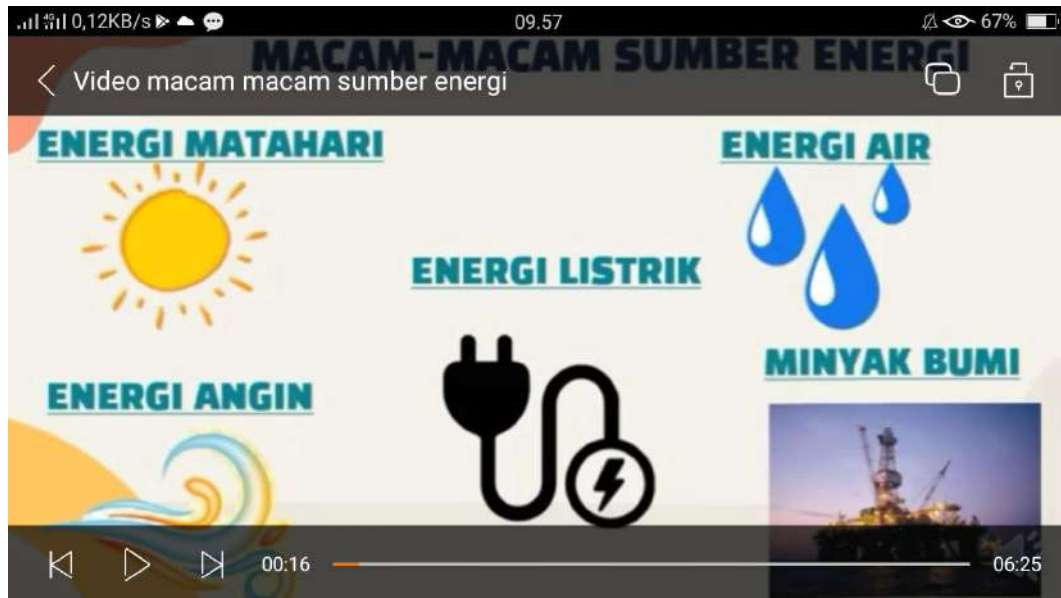 0,12KB/s
09.57
67%
MACAM-MACAM SUMBER ENERGI
Video macam macam sumber energi
ENERGI MATAHARI
ENERGI AIR
ENERGI LISTRIK
MINYAK BUMI
ENERGI ANGIN
00:16
06:25